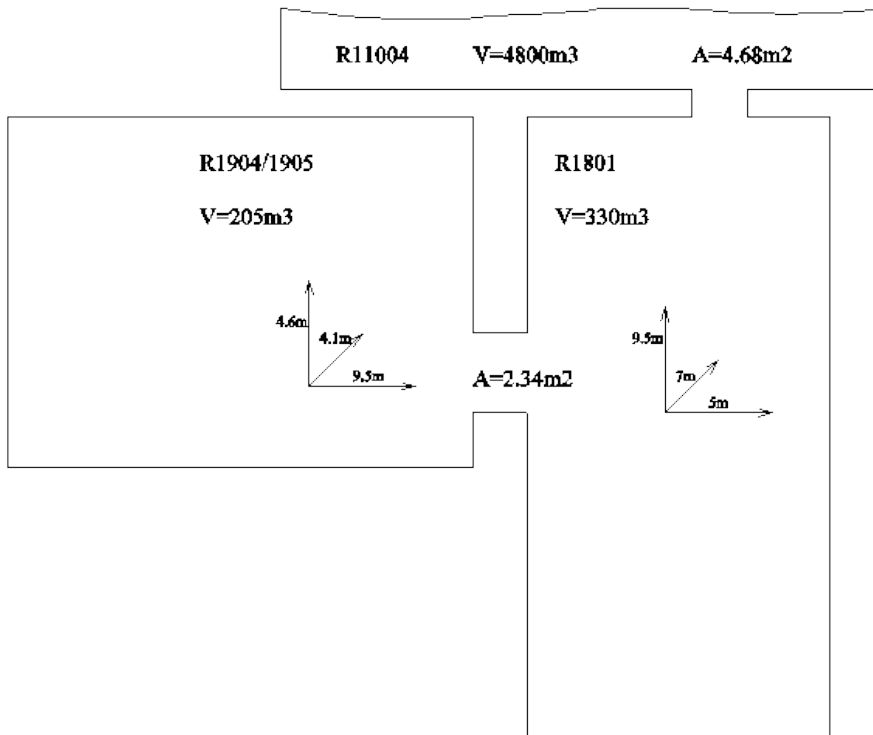 R11004 V=4800m3 A=4.68m2
R1904/1905
V=205m3
R1801
V=330m3
4.6m
4.1m
9.5m
A=2.34m2
9.5m
7m
5m